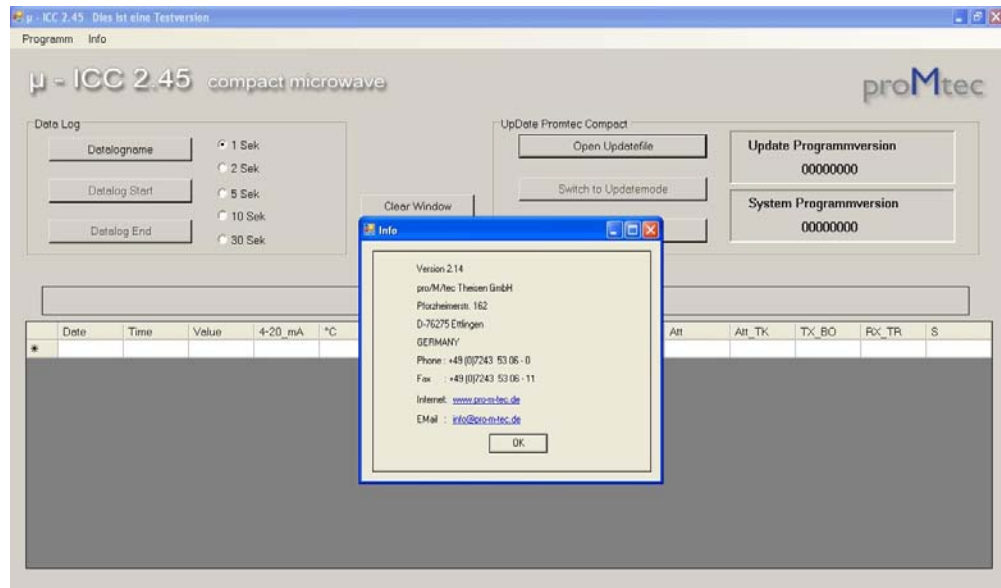 µ - ICC 2.45 Dies ist eine Testversion
Programm Info
µ - ICC 2.45 compact microwave
proMtec
Data Log
Datalogname
1 Sek
2 Sek
Datalog Start
5 Sek
10 Sek
Datalog End
30 Sek
Clear Window
UpDate Promtec Compact
Open Updatefile
Switch to Updatemode
Update Programmversion
00000000
System Programmversion
00000000
Info
Version 2.14
pro/M/tec Theisen GmbH
Pforzheimerstr. 162
D-76275 Ettlingen
GERMANY
Phone : +49 (0)7243 53 06 - 0
Fax : +49 (0)7243 53 06 - 11
Internet: www.pro-m-tec.de
EMail : info@pro-m-tec.de
OK
Date Time Value 4-20_mA °C Att Att_TK TX_BO RX_TR S